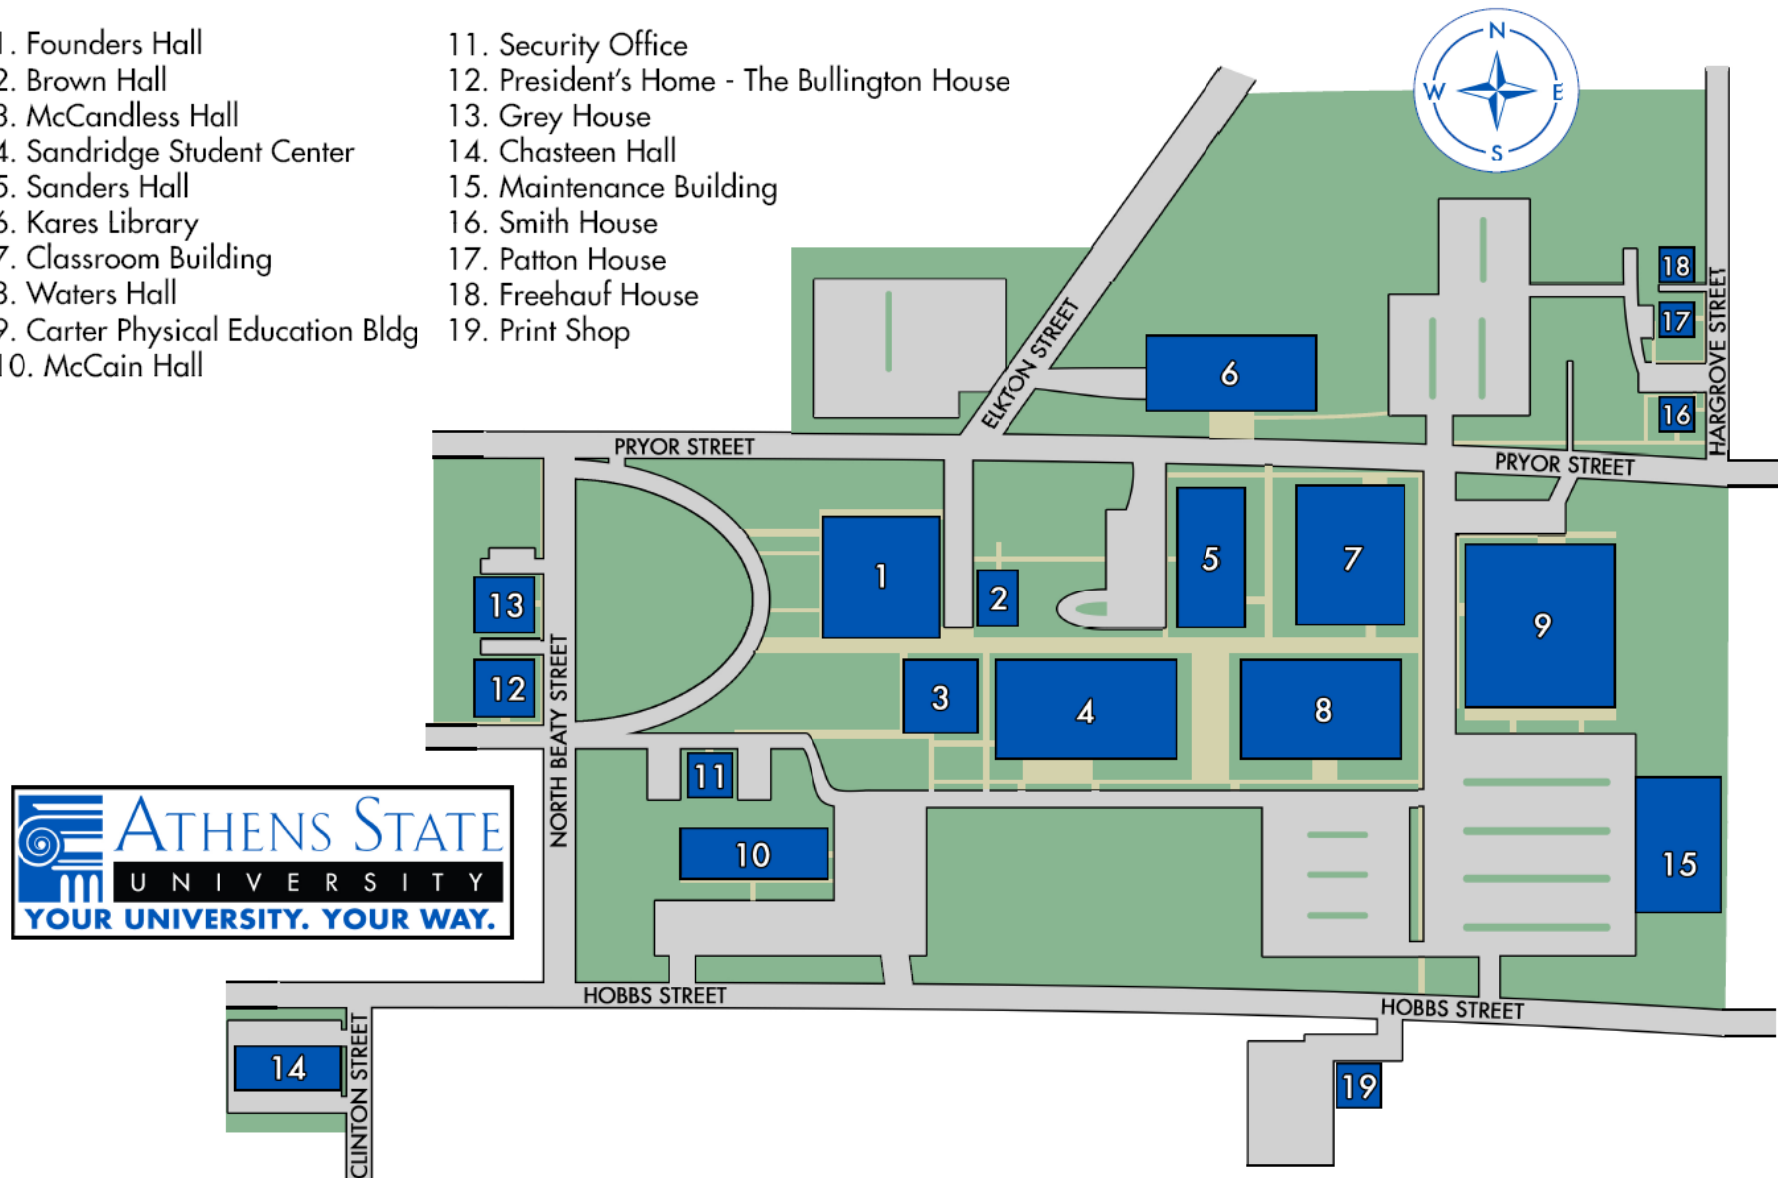 1. Founders Hall
2. Brown Hall
3. McCandless Hall
4. Sandridge Student Center
5. Sanders Hall
6. Kares Library
7. Classroom Building
8. Waters Hall
9. Carter Physical Education Bldg
10. McCain Hall
11. Security Office
12. President's Home - The Bullington House
13. Grey House
14. Chasteen Hall
15. Maintenance Building
16. Smith House
17. Patton House
18. Freehauf House
19. Print Shop
N
W
E
S
ELKTON STREET
HARGROVE STREET
18
17
16
6
PRYOR STREET
PRYOR STREET
1
2
5
7
9
13
12
3
4
8
NORTH BEATY STREET
11
10
15
ATHENS STATE
UNIVERSITY
YOUR UNIVERSITY. YOUR WAY.
HOBBS STREET
HOBBS STREET
CLINTON STREET
14
19